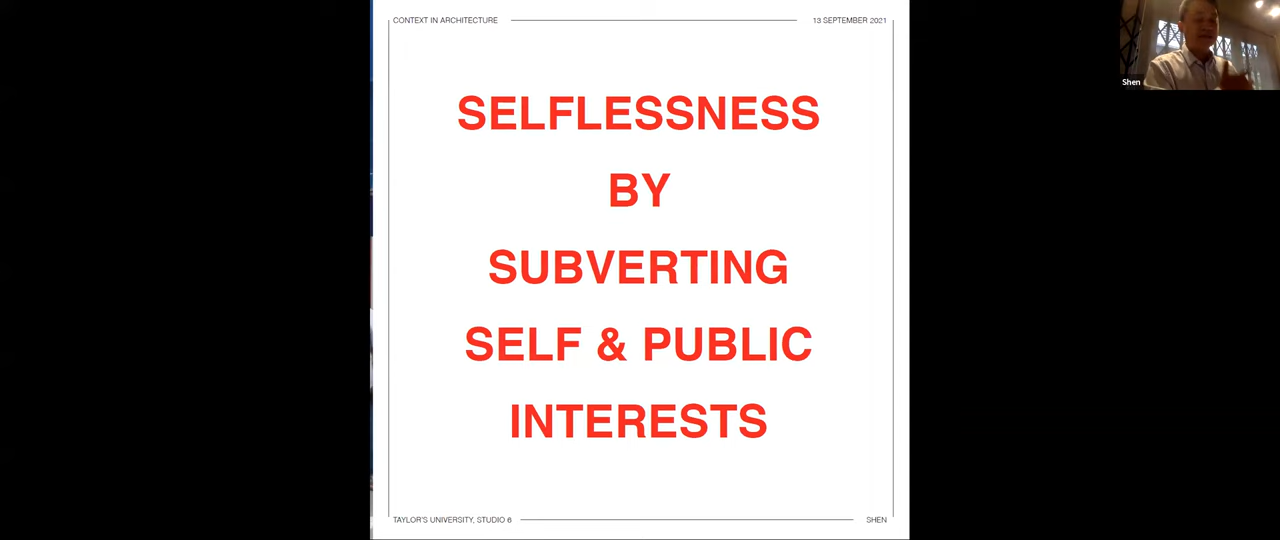 CONTEXT IN ARCHITECTURE
13 SEPTEMBER 2021
Shen
SELFLESSNESS
BY
SUBVERTING
SELF & PUBLIC
INTERESTS
TAYLOR'S UNIVERSITY, STUDIO 6
SHEN